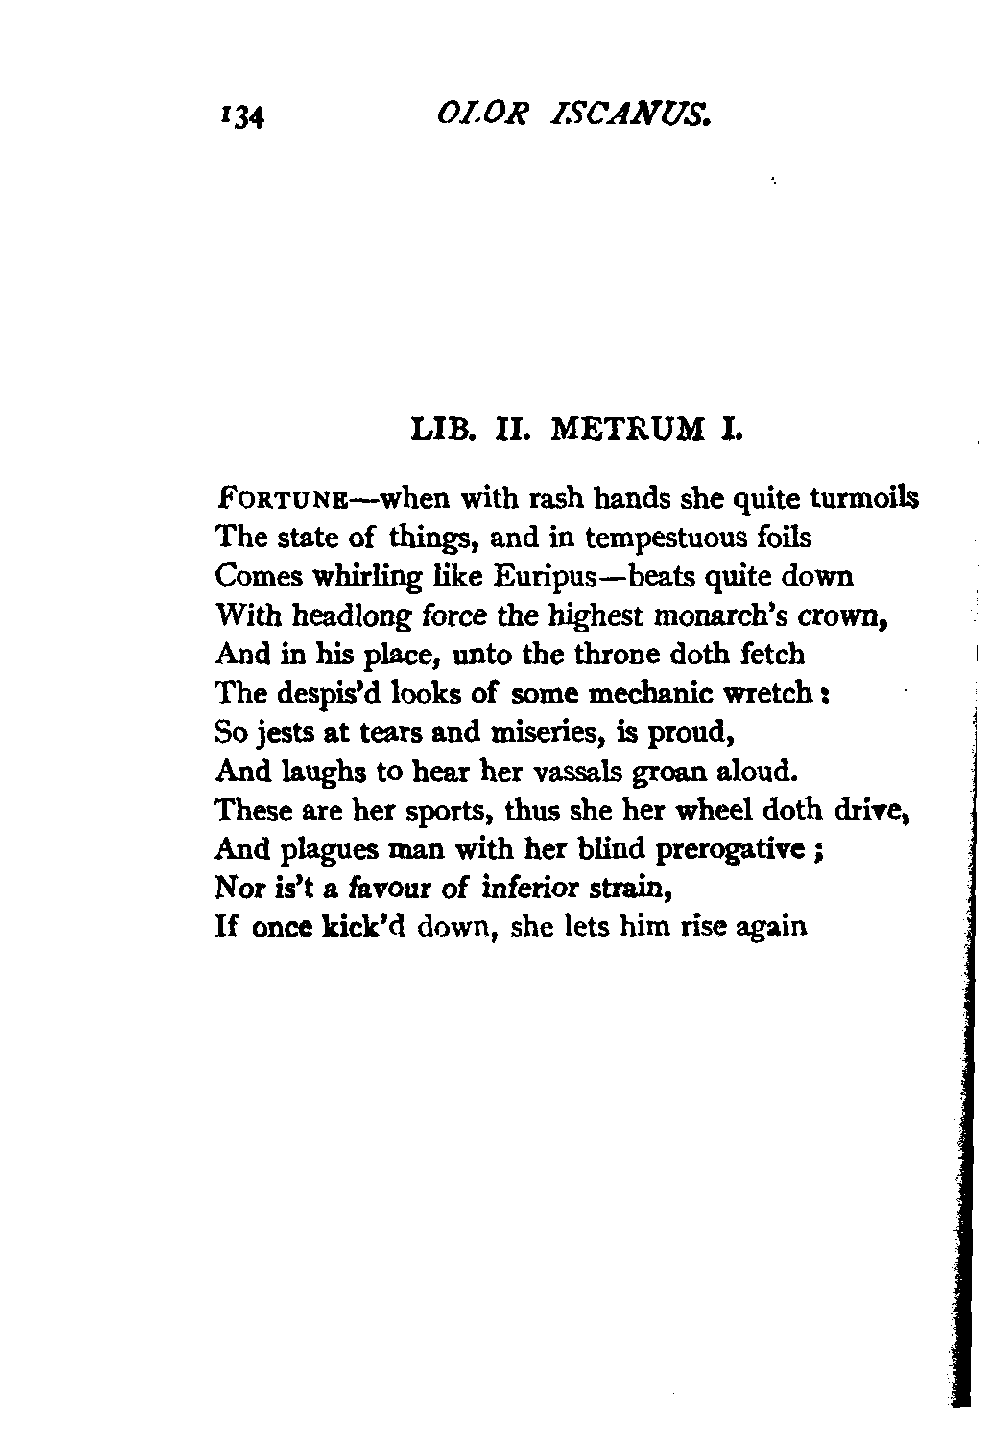 134 OLOR ISCANUS.
LIB. II. METRUM I.
FORTUNE—when with rash hands she quite turmoils
The state of things, and in tempestuous foils
Comes whirling like Euripus—beats quite down
With headlong force the highest monarch's crown,
And in his place, unto the throne doth fetch
The despis'd looks of some mechanic wretch:
So jests at tears and miseries, is proud,
And laughs to hear her vassals groan aloud.
These are her sports, thus she her wheel doth drive,
And plagues man with her blind prerogative;
Nor is't a favour of inferior strain,
If once kick'd down, she lets him rise again